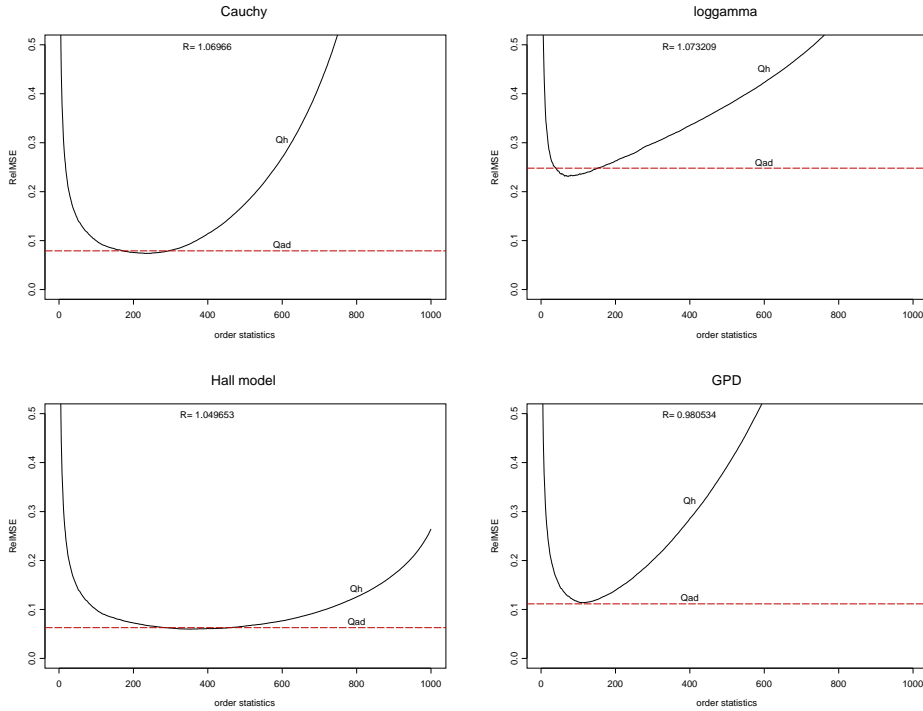 Cauchy
R= 1.06966
RelMSE
0.5
0.4
0.3
0.2
0.1
0.0
Qh
Qad
0 200 400 600 800 1000
order statistics
loggamma
R= 1.073209
RelMSE
0.5
0.4
0.3
0.2
0.1
0.0
Qh
Qad
0 200 400 600 800 1000
order statistics
Hall model
R= 1.049653
RelMSE
0.5
0.4
0.3
0.2
0.1
0.0
Qh
Qad
0 200 400 600 800 1000
order statistics
GPD
R= 0.980534
RelMSE
0.5
0.4
0.3
0.2
0.1
0.0
Qh
Qad
0 200 400 600 800 1000
order statistics